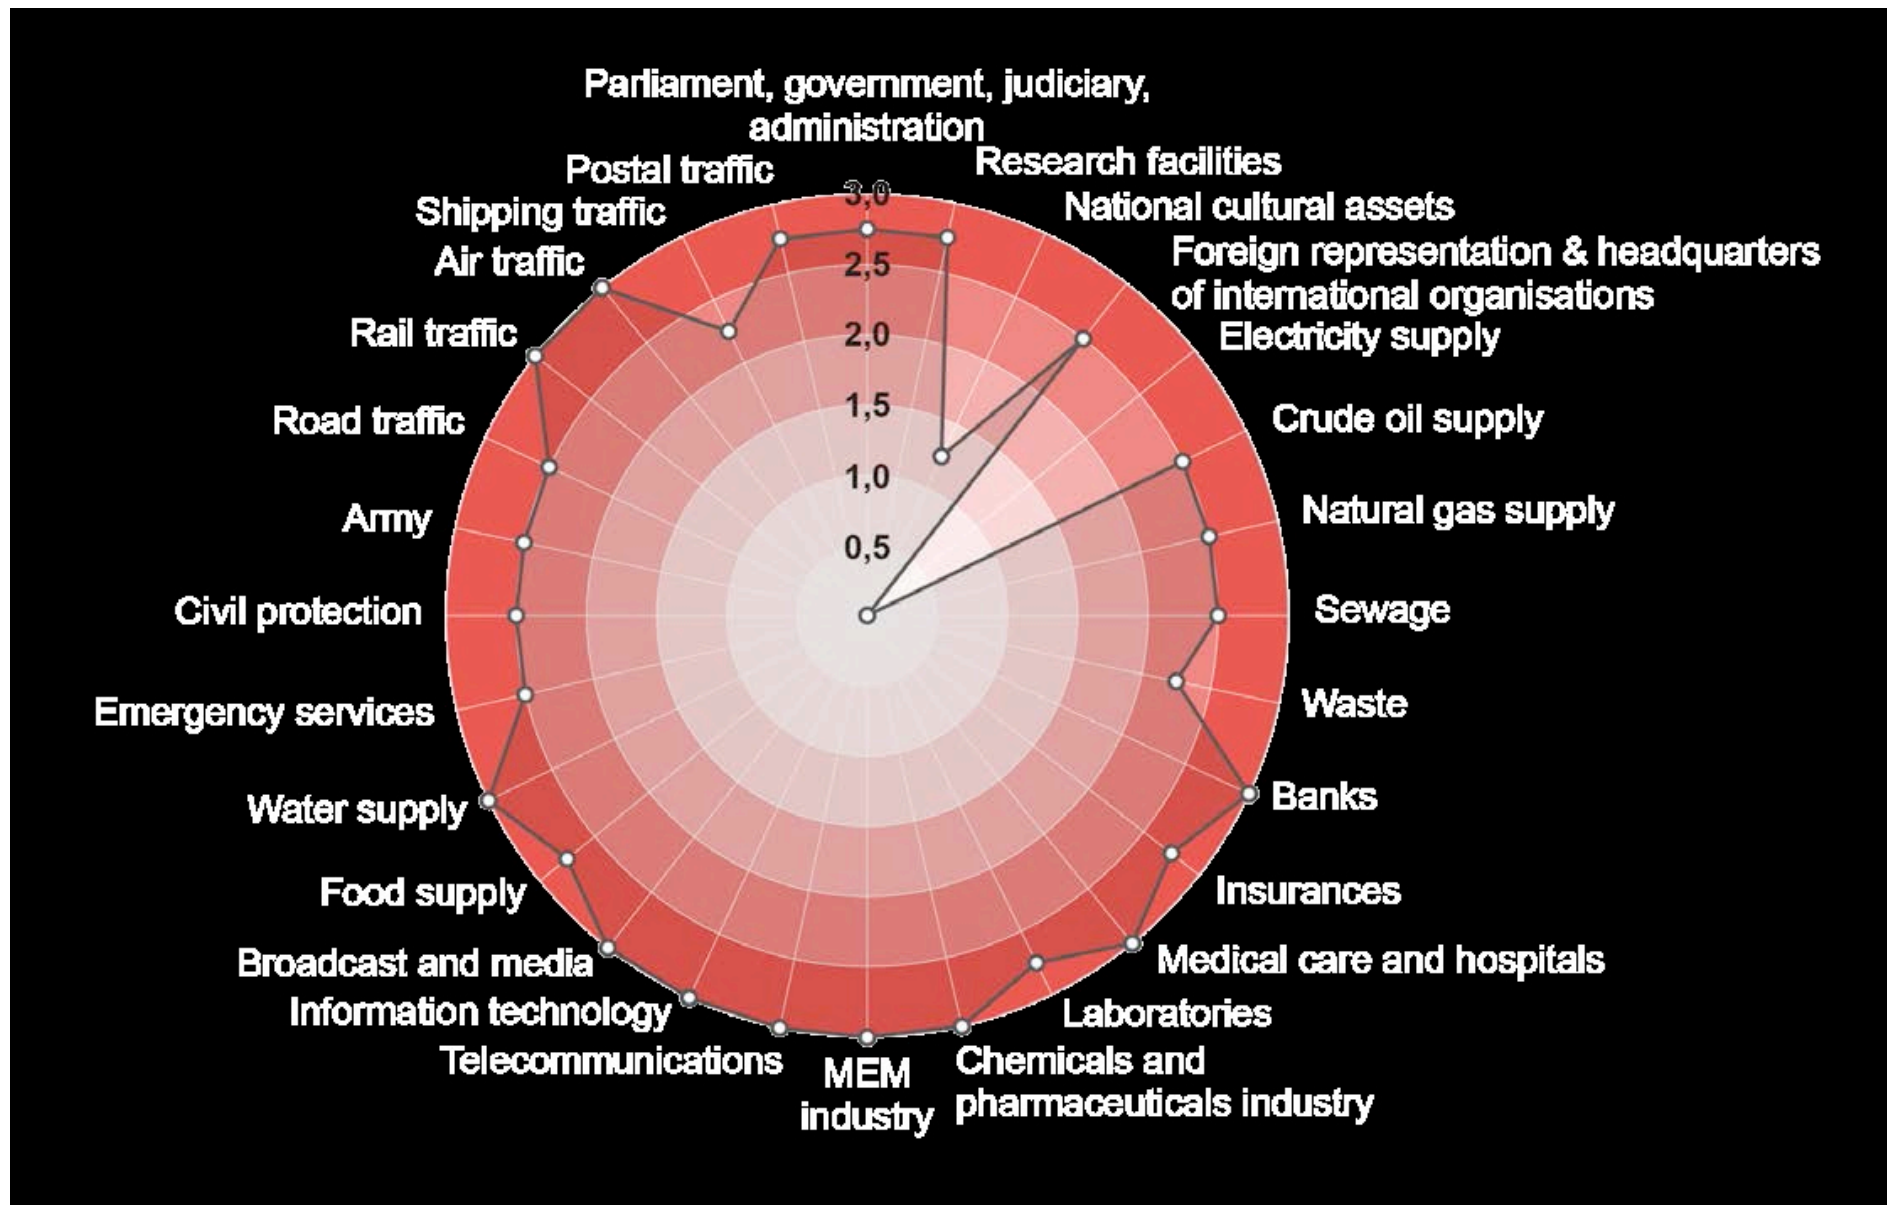 Parliament, government, judiciary,
administration
Research facilities
National cultural assets
Foreign representation & headquarters
of international organisations
Electricity supply
Crude oil supply
Natural gas supply
Sewage
Waste
Banks
Insurances
Medical care and hospitals
Laboratories
Chemicals and
pharmaceuticals industry
MEM
industry
Telecommunications
Information technology
Broadcast and media
Food supply
Water supply
Emergency services
Civil protection
Army
Road traffic
Rail traffic
Air traffic
Shipping traffic
Postal traffic
3,0
2,5
2,0
1,5
1,0
0,5